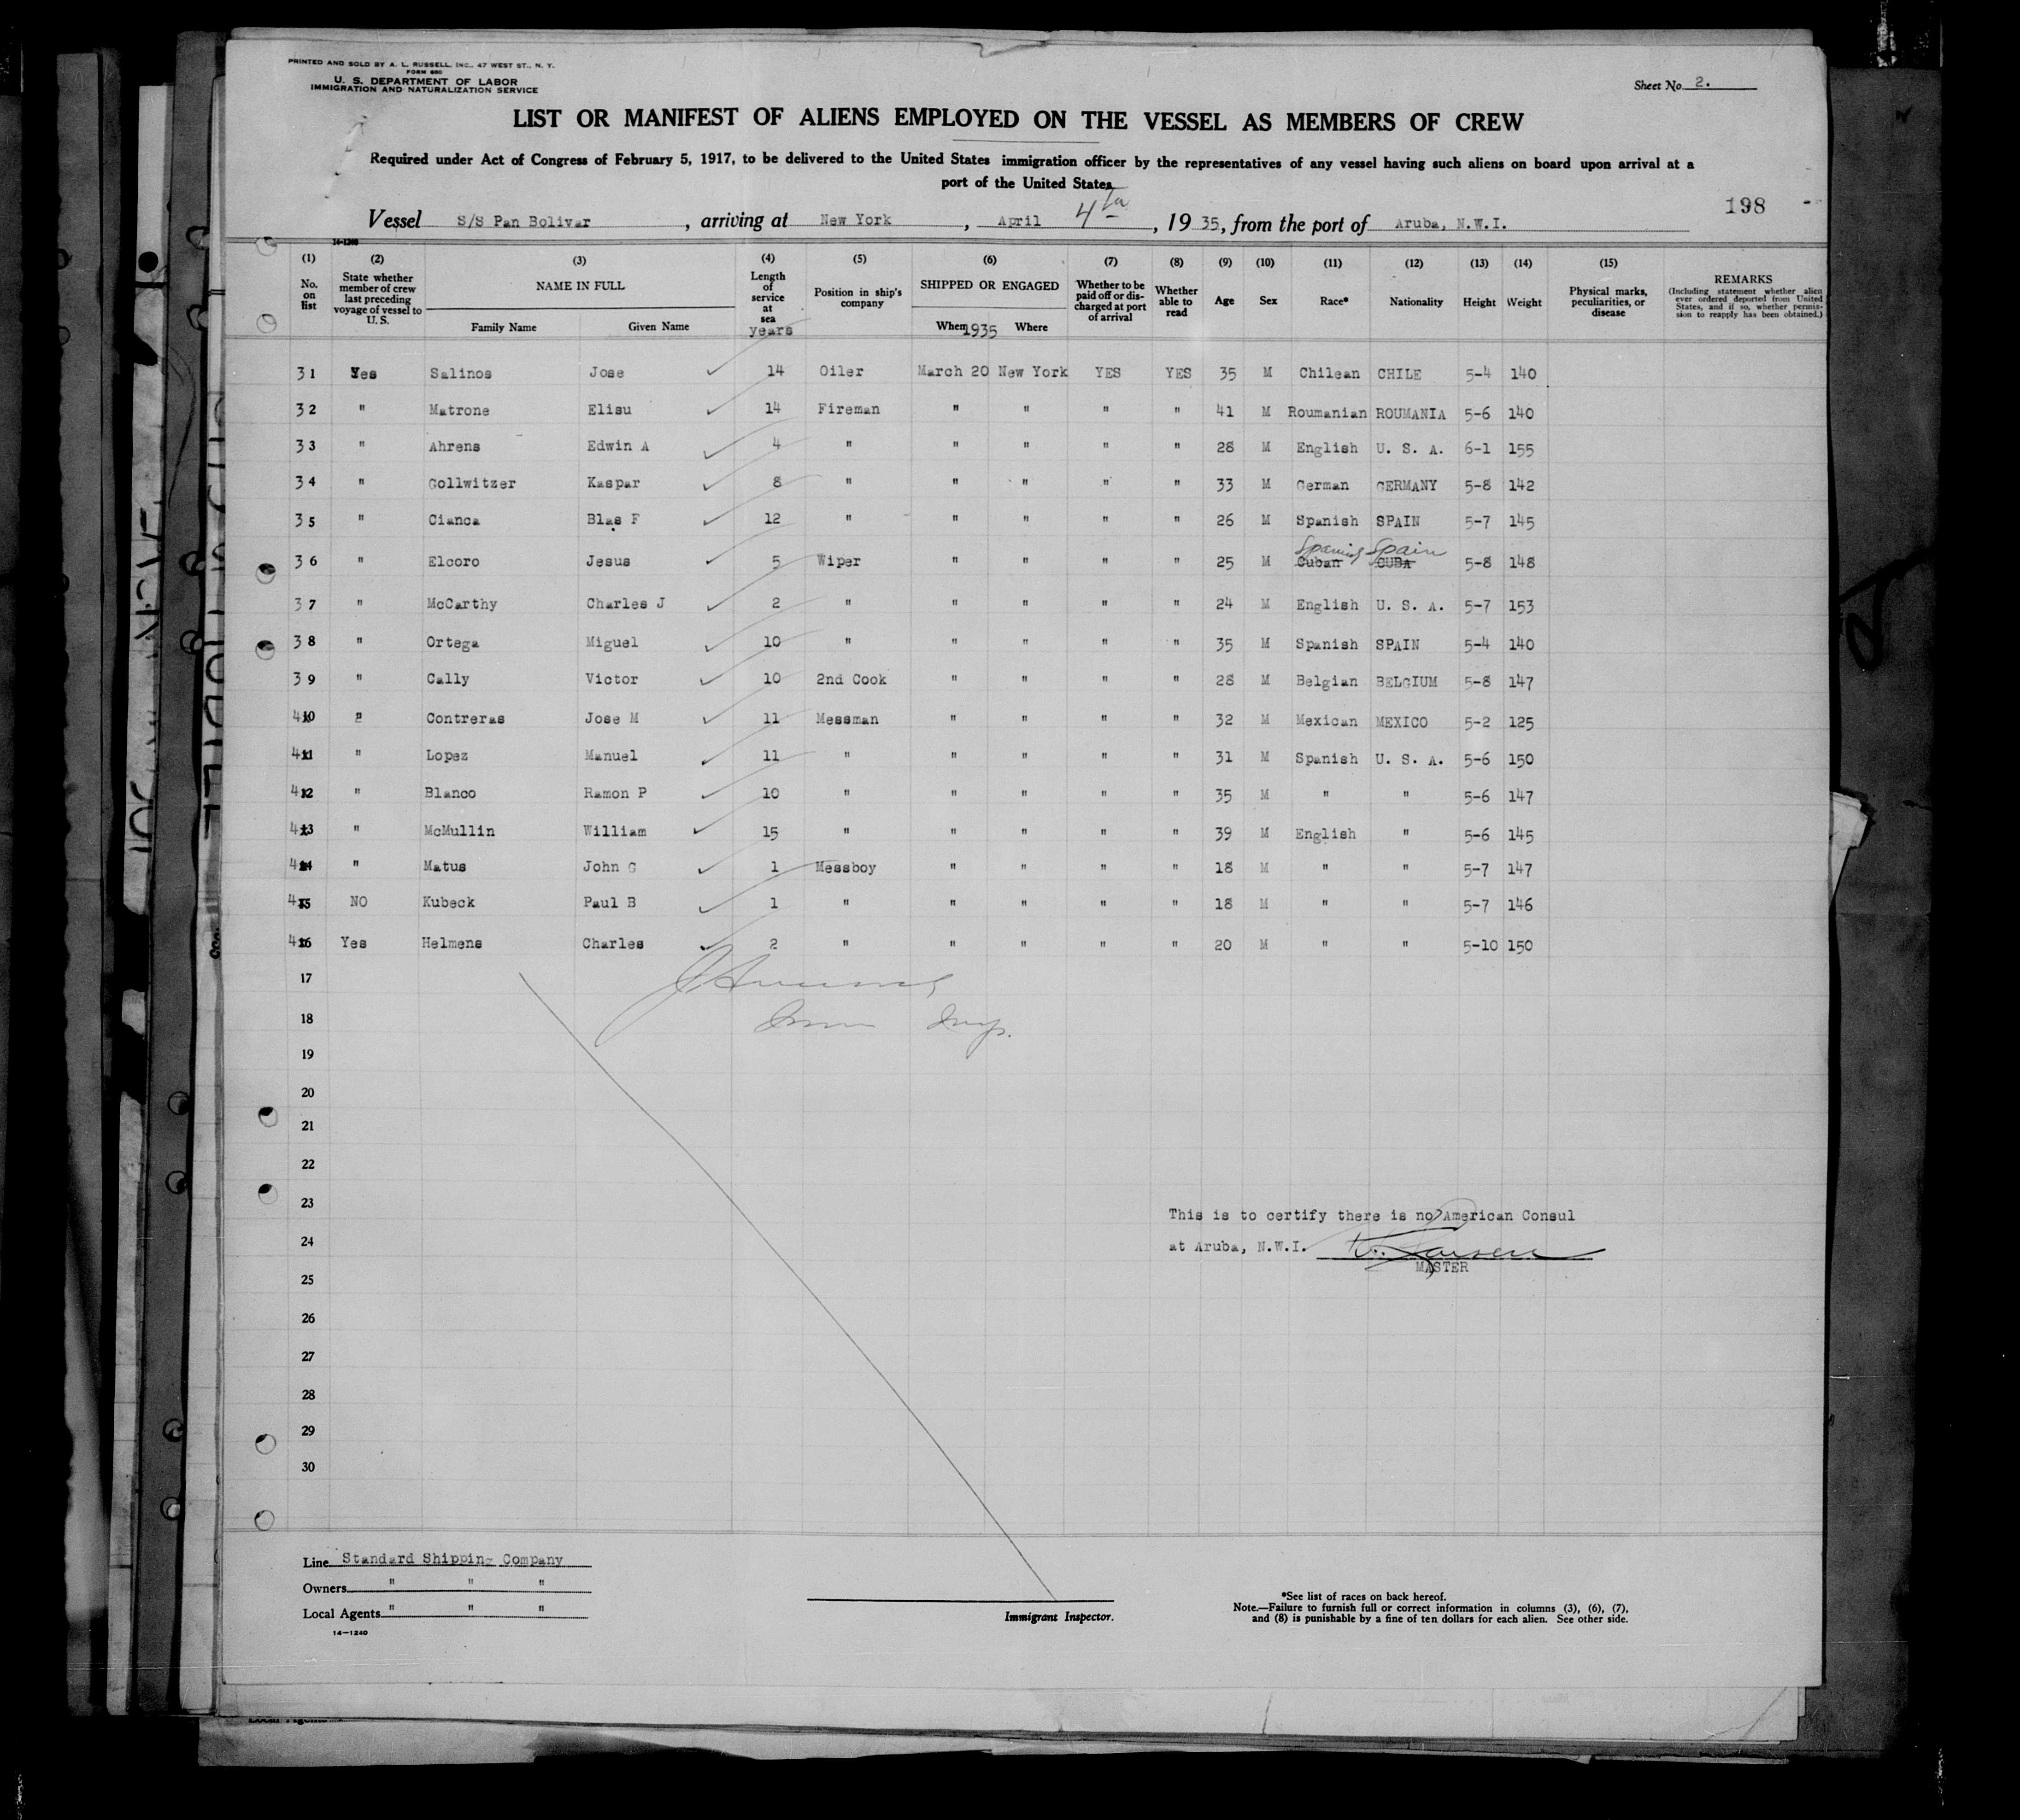 PRINTED AND SOLD BY A. L. RUSSELL, INC., 47 WEST ST., N. Y.
FORM 680
U. S. DEPARTMENT OF LABOR
IMMIGRATION AND NATURALIZATION SERVICE
Sheet No. 2.
LIST OR MANIFEST OF ALIENS EMPLOYED ON THE VESSEL AS MEMBERS OF CREW
Required under Act of Congress of February 5, 1917, to be delivered to the United States immigration officer by the representatives of any vessel having such aliens on board upon arrival at a
port of the United States
198
Vessel S/S Pan Bolivar, arriving at New York, April 4th, 1935, from the port of Aruba, N.W.I.
14-1240
(1) (2) (3) (4) (5) (6) (7) (8) (9) (10) (11) (12) (13) (14) (15)
No. on list
State whether member of crew last preceding voyage of vessel to U. S.
NAME IN FULL
Family Name Given Name
Length of service at sea years
Position in ship's company
SHIPPED OR ENGAGED
When 1935 Where
Whether to be paid off or discharged at port of arrival
Whether able to read
Age Sex Race* Nationality Height Weight
Physical marks, peculiarities, or disease
REMARKS
(Including statement whether alien ever ordered deported from United States, and if so, whether permission to reapply has been obtained.)
31 Yes Salinos Jose 14 Oiler March 20 New York YES YES 35 M Chilean CHILE 5-4 140
32 " Matrone Elisu 14 Fireman " " " " 41 M Roumanian ROUMANIA 5-6 140
33 " Ahrens Edwin A 4 " " " " " 28 M English U. S. A. 6-1 155
34 " Gollwitzer Kaspar 8 " " " " " 33 M German GERMANY 5-8 142
35 " Cianca Blas F 12 " " " " " 26 M Spanish SPAIN 5-7 145
Spanish Spain
36 " Elcoro Jesus 5 Wiper " " " " 25 M Cuban CUBA 5-8 148
37 " McCarthy Charles J 2 " " " " " 24 M English U. S. A. 5-7 153
38 " Ortega Miguel 10 " " " " " 35 M Spanish SPAIN 5-4 140
39 " Cally Victor 10 2nd Cook " " " " 28 M Belgian BELGIUM 5-8 147
40 " Contreras Jose M 11 Messman " " " " 32 M Mexican MEXICO 5-2 125
41 " Lopez Manuel 11 " " " " " 31 M Spanish U. S. A. 5-6 150
42 " Blanco Ramon P 10 " " " " " 35 M " " 5-6 147
43 " McMullin William 15 " " " " " 39 M English " 5-6 145
44 " Matus John G 1 Messboy " " " " 18 M " " 5-7 147
45 NO Kubeck Paul B 1 " " " " " 18 M " " 5-7 146
46 Yes Helmens Charles 2 " " " " " 20 M " " 5-10 150
17
18
19
20
21
22
23
This is to certify there is no American Consul
24
at Aruba, N.W.I.
MASTER
25
26
27
28
29
30
Line Standard Shipping Company
Owners " " "
Local Agents " " "
14-1240
Immigrant Inspector.
*See list of races on back hereof.
Note.—Failure to furnish full or correct information in columns (3), (6), (7),
and (8) is punishable by a fine of ten dollars for each alien. See other side.